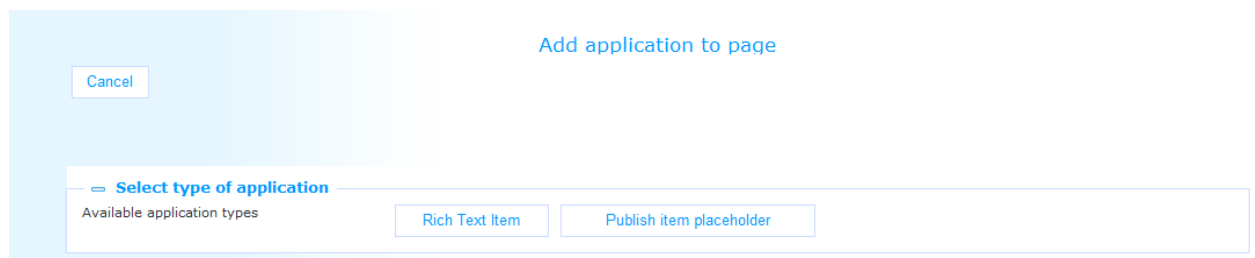 Add application to page
Cancel
Select type of application
Available application types
Rich Text Item
Publish item placeholder